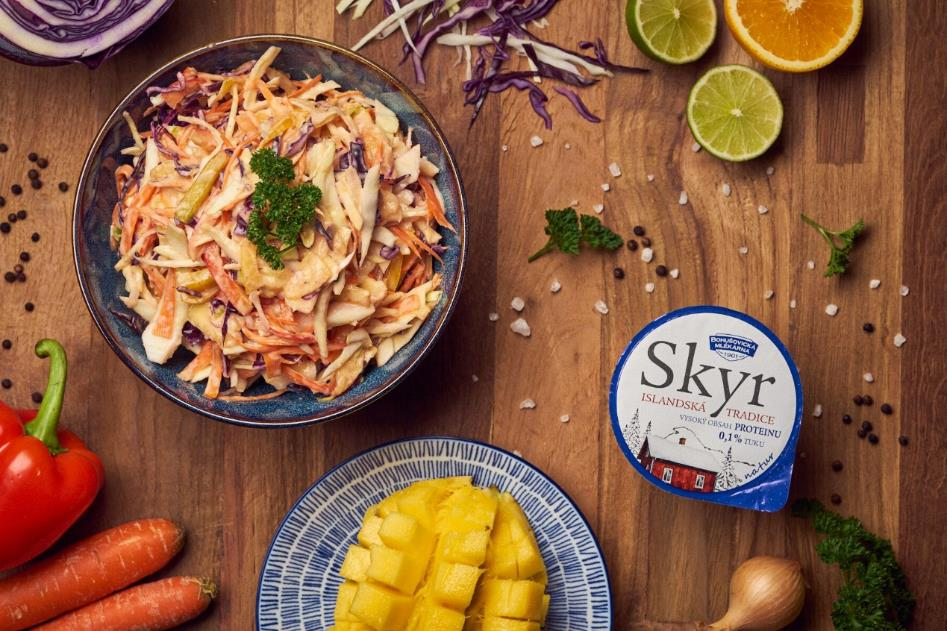 BOHUŠOVICKÁ
MLÉKÁRNA
1901
Skyr
ISLANDSKÁ TRADICE
VYSOKÝ OBSAH PROTEINU
0,1% TUKU
natur